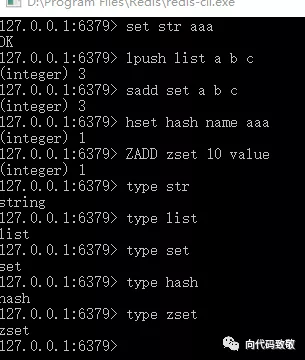 D:\Program Files\Redis\redis-cli.exe
127.0.0.1:6379> set str aaa
OK
127.0.0.1:6379> lpush list a b c
(integer) 3
127.0.0.1:6379> sadd set a b c
(integer) 3
127.0.0.1:6379> hset hash name aaa
(integer) 1
127.0.0.1:6379> ZADD zset 10 value
(integer) 1
127.0.0.1:6379> type str
string
127.0.0.1:6379> type list
list
127.0.0.1:6379> type set
set
127.0.0.1:6379> type hash
hash
127.0.0.1:6379> type zset
zset
127.0.0.1:6379>
向代码致敬